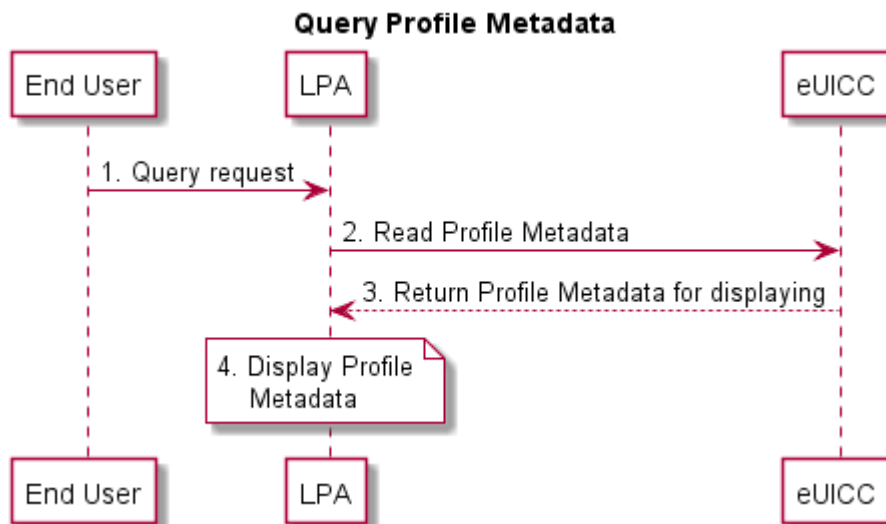 Query Profile Metadata
End User
LPA
eUICC
1. Query request
2. Read Profile Metadata
3. Return Profile Metadata for displaying
4. Display Profile
Metadata
End User
LPA
eUICC